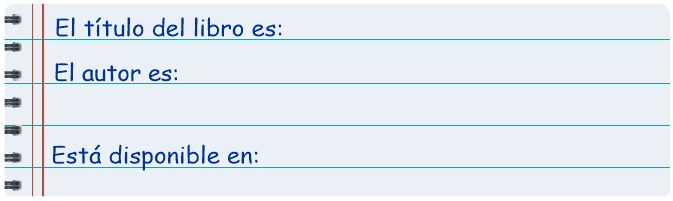 El título del libro es:
El autor es:
Está disponible en: